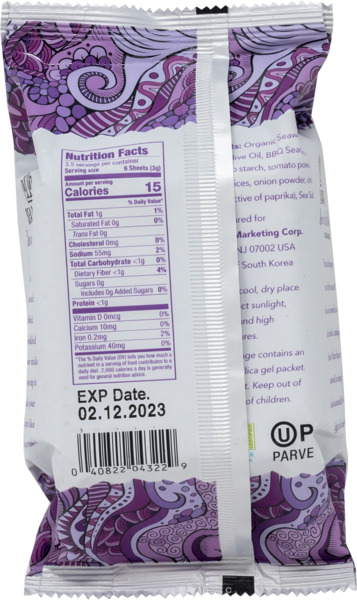 Nutrition Facts
3.5 servings per container
Serving size 6 Sheets (3g)
Amount per serving
Calories 15
% Daily Value*
Total Fat 1g 1%
Saturated Fat 0g 0%
Trans Fat 0g
Cholesterol 0mg 0%
Sodium 55mg 2%
Total Carbohydrate <1g 0%
Dietary Fiber <1g 4%
Sugars 0g
Includes 0g Added Sugars 0%
Protein <1g
Vitamin D 0mcg 0%
Calcium 10mg 0%
Iron 0.2mg 2%
Potassium 40mg 0%
*The % Daily Value (DV) tells you how much a
nutrient in a serving of food contributes to a
daily diet. 2,000 calories a day is generally
used for general nutrition advice.
EXP Date.
02.12.2023
0 40822 04322 9
ts: Organic Seaw
live Oil, BBQ Sea
o starch, tomato pow
ices, onion powder,
ctive of paprika), Sea Sa
red for
Marketing Corp.
NJ 07002 USA
South Korea
cool, dry place
ct sunlight,
nd high
res.
ge contains an
lica gel packet.
t. Keep out of
of children.
U P
PARVE